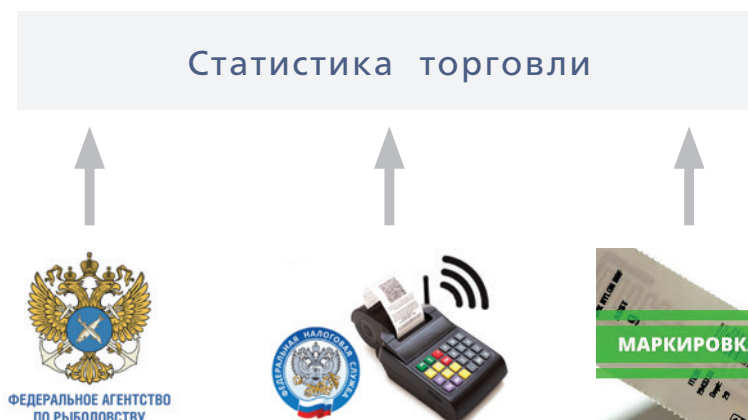 Статистика торговли
ФЕДЕРАЛЬНАЯ НАЛОГОВАЯ СЛУЖБА
МАРКИРОВК
ФЕДЕРАЛЬНОЕ АГЕНТСТВО
ПО РЫБОЛОВСТВУ